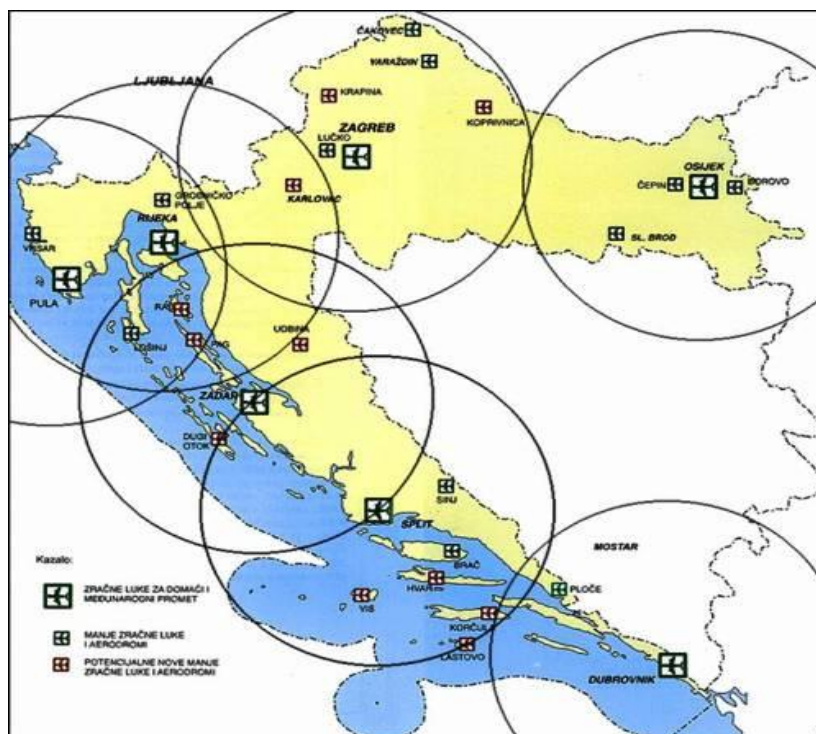 ČAKOVEC
VARAŽDIN
LJUBLJANA
KRAPINA
KOPRIVNICA
ZAGREB
LUČKO
OSIJEK
KARLOVAC
ČEPIN
BOROVO
GROBNIČKO
POLJE
RIJEKA
VRSAR
SL. BROD
PULA
RAB
UDBINA
LOŠINJ
PAG
ZADAR
DUGI
OTOK
SINJ
SPLIT
MOSTAR
BRAČ
Kazalo:
HVAR
PLOČE
ZRAČNE LUKE ZA DOMAĆI I
MEĐUNARODNI PROMET
VIS
KORČUL
MANJE ZRAČNE LUKE
I AERODROMI
LASTOVO
POTENCIJALNE NOVE MANJE
ZRAČNE LUKE I AERODROMI
DUBROVNIK